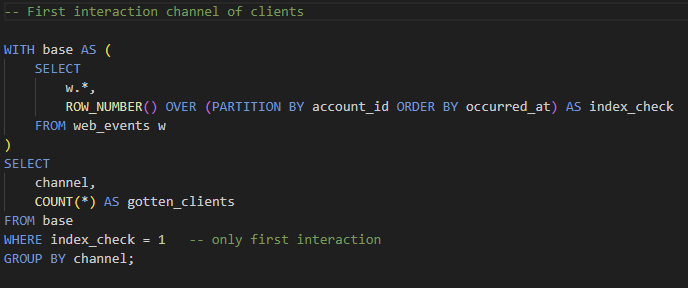 -- First interaction channel of clients
WITH base AS (
SELECT
w.*,
ROW_NUMBER() OVER (PARTITION BY account_id ORDER BY occurred_at) AS index_check
FROM web_events w
)
SELECT
channel,
COUNT(*) AS gotten_clients
FROM base
WHERE index_check = 1   -- only first interaction
GROUP BY channel;